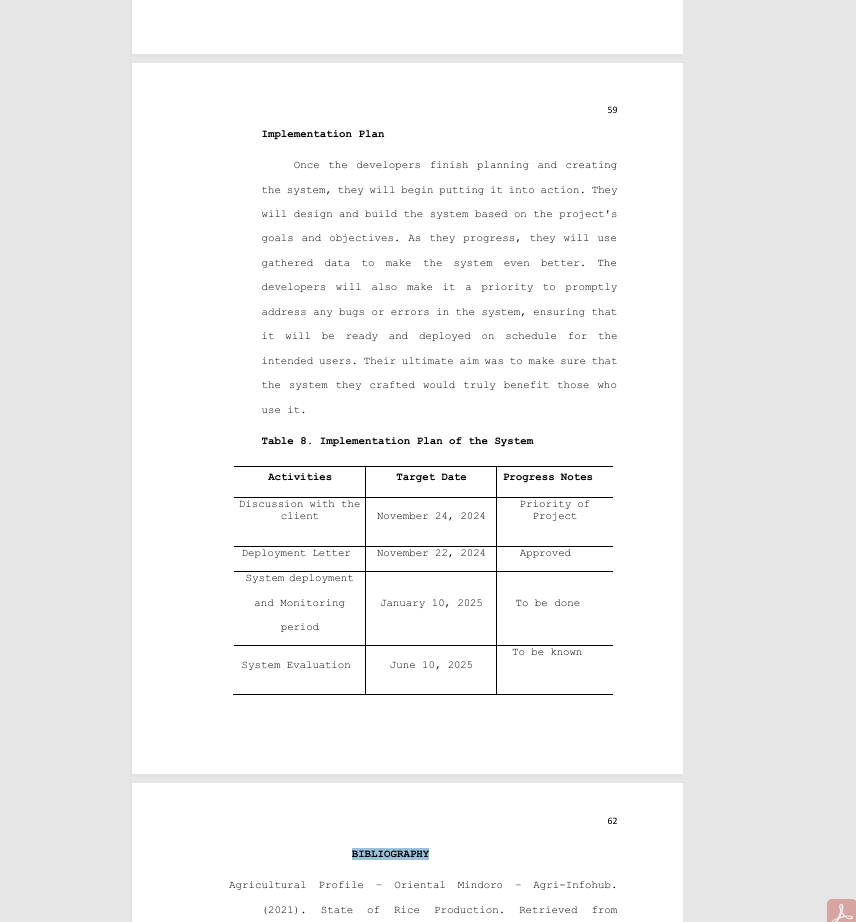 59
Implementation Plan
Once the developers finish planning and creating
the system, they will begin putting it into action. They
will design and build the system based on the project's
goals and objectives. As they progress, they will use
gathered data to make the system even better. The
developers will also make it a priority to promptly
address any bugs or errors in the system, ensuring that
it will be ready and deployed on schedule for the
intended users. Their ultimate aim was to make sure that
the system they crafted would truly benefit those who
use it.
Table 8. Implementation Plan of the System
Activities Target Date Progress Notes
Discussion with the
client
November 24, 2024
Priority of
Project
Deployment Letter November 22, 2024 Approved
System deployment
and Monitoring
period
January 10, 2025
To be done
System Evaluation
June 10, 2025
To be known
62
BIBLIOGRAPHY
Agricultural Profile – Oriental Mindoro – Agri-Infohub.
(2021). State of Rice Production. Retrieved from